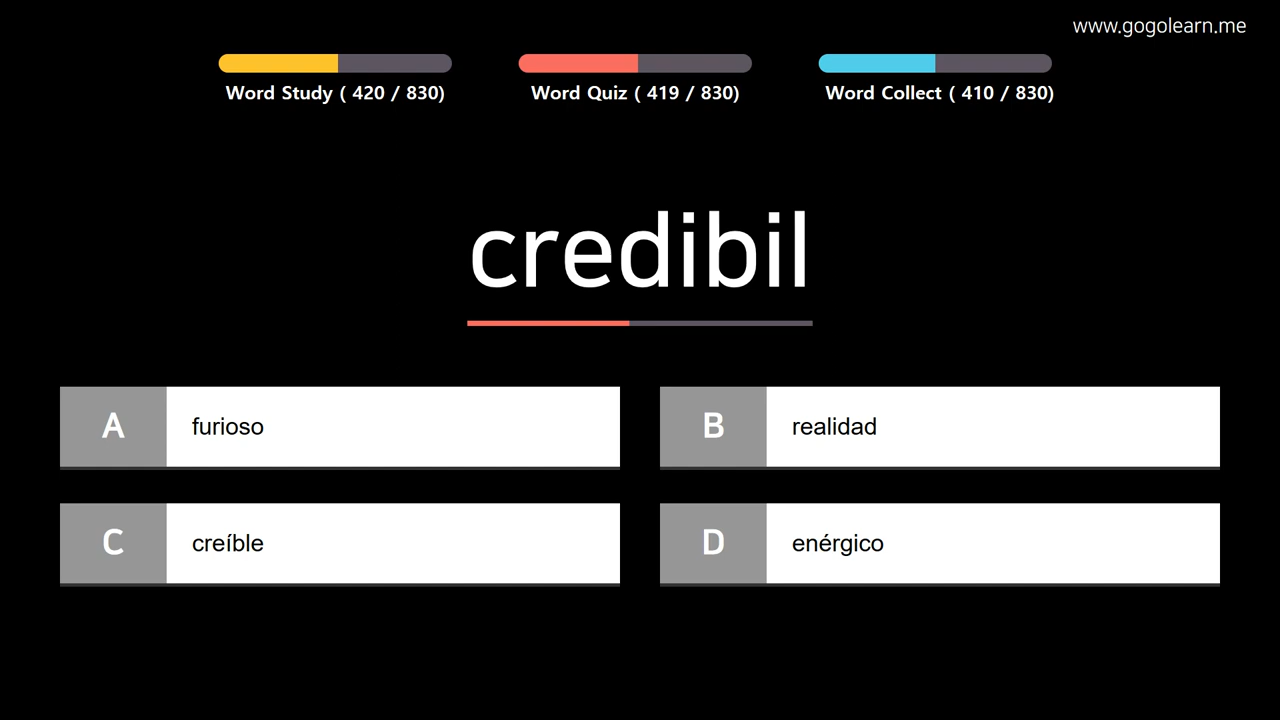 www.gogolearn.me
Word Study ( 420 / 830)
Word Quiz ( 419 / 830)
Word Collect ( 410 / 830)
credibil
A furioso
B realidad
C creíble
D enérgico